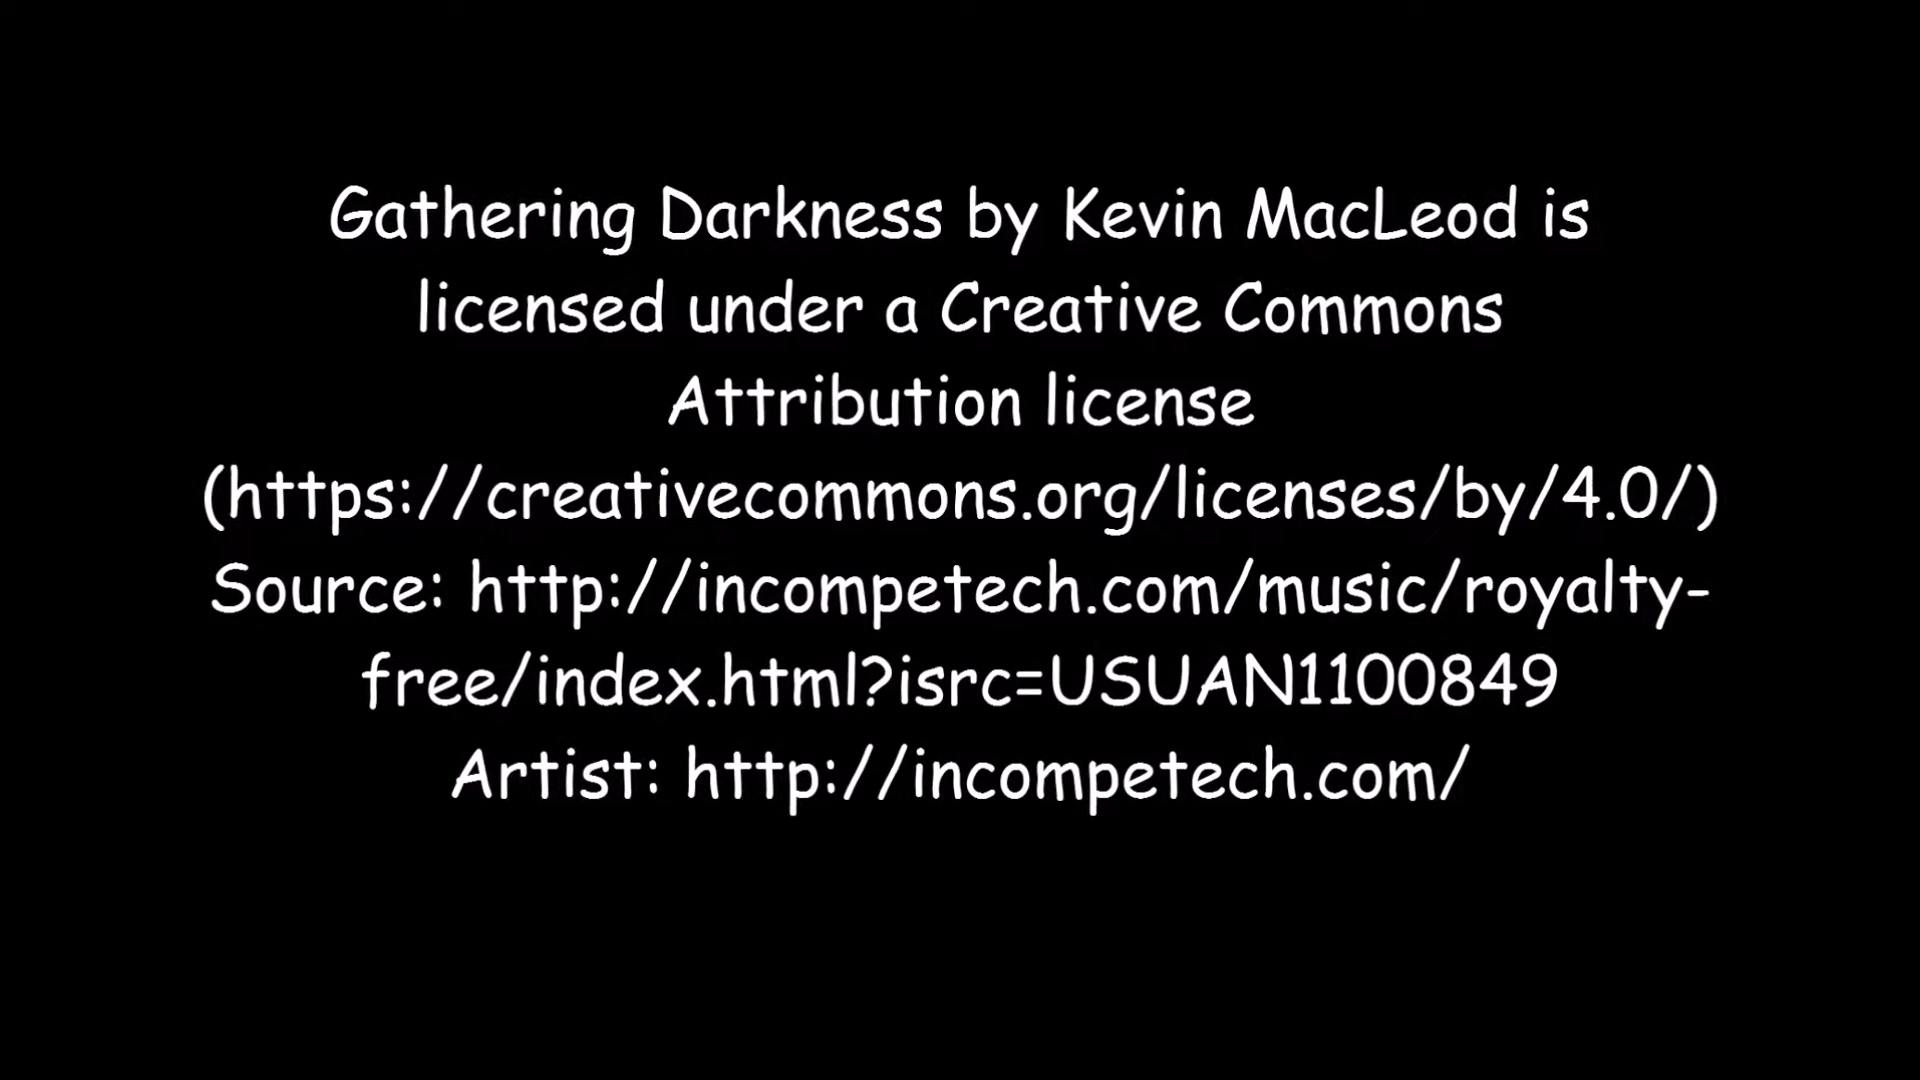 Gathering Darkness by Kevin MacLeod is
licensed under a Creative Commons
Attribution license
(https://creativecommons.org/licenses/by/4.0/)
Source: http://incompetech.com/music/royalty-
free/index.html?isrc=USUAN1100849
Artist: http://incompetech.com/